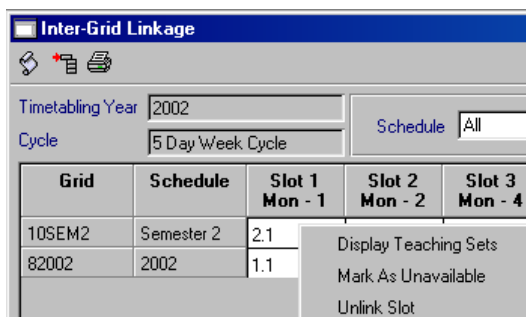 Inter-Grid Linkage
Timetabling Year 2002
Schedule All
Cycle 5 Day Week Cycle
Grid Schedule Slot 1 Slot 2 Slot 3
Mon - 1 Mon - 2 Mon - 4
10SEM2 Semester 2 2.1
Display Teaching Sets
82002 2002 1.1
Mark As Unavailable
Unlink Slot